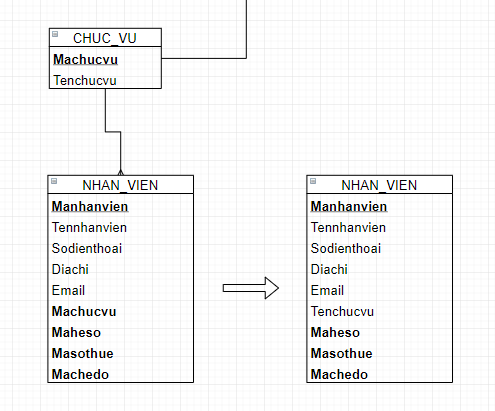 CHUC_VU
Machucvu
Tenchucvu
NHAN_VIEN
Manhanvien
Tennhanvien
Sodienthoai
Diachi
Email
Machucvu
Maheso
Masothue
Machedo
NHAN_VIEN
Manhanvien
Tennhanvien
Sodienthoai
Diachi
Email
Tenchucvu
Maheso
Masothue
Machedo